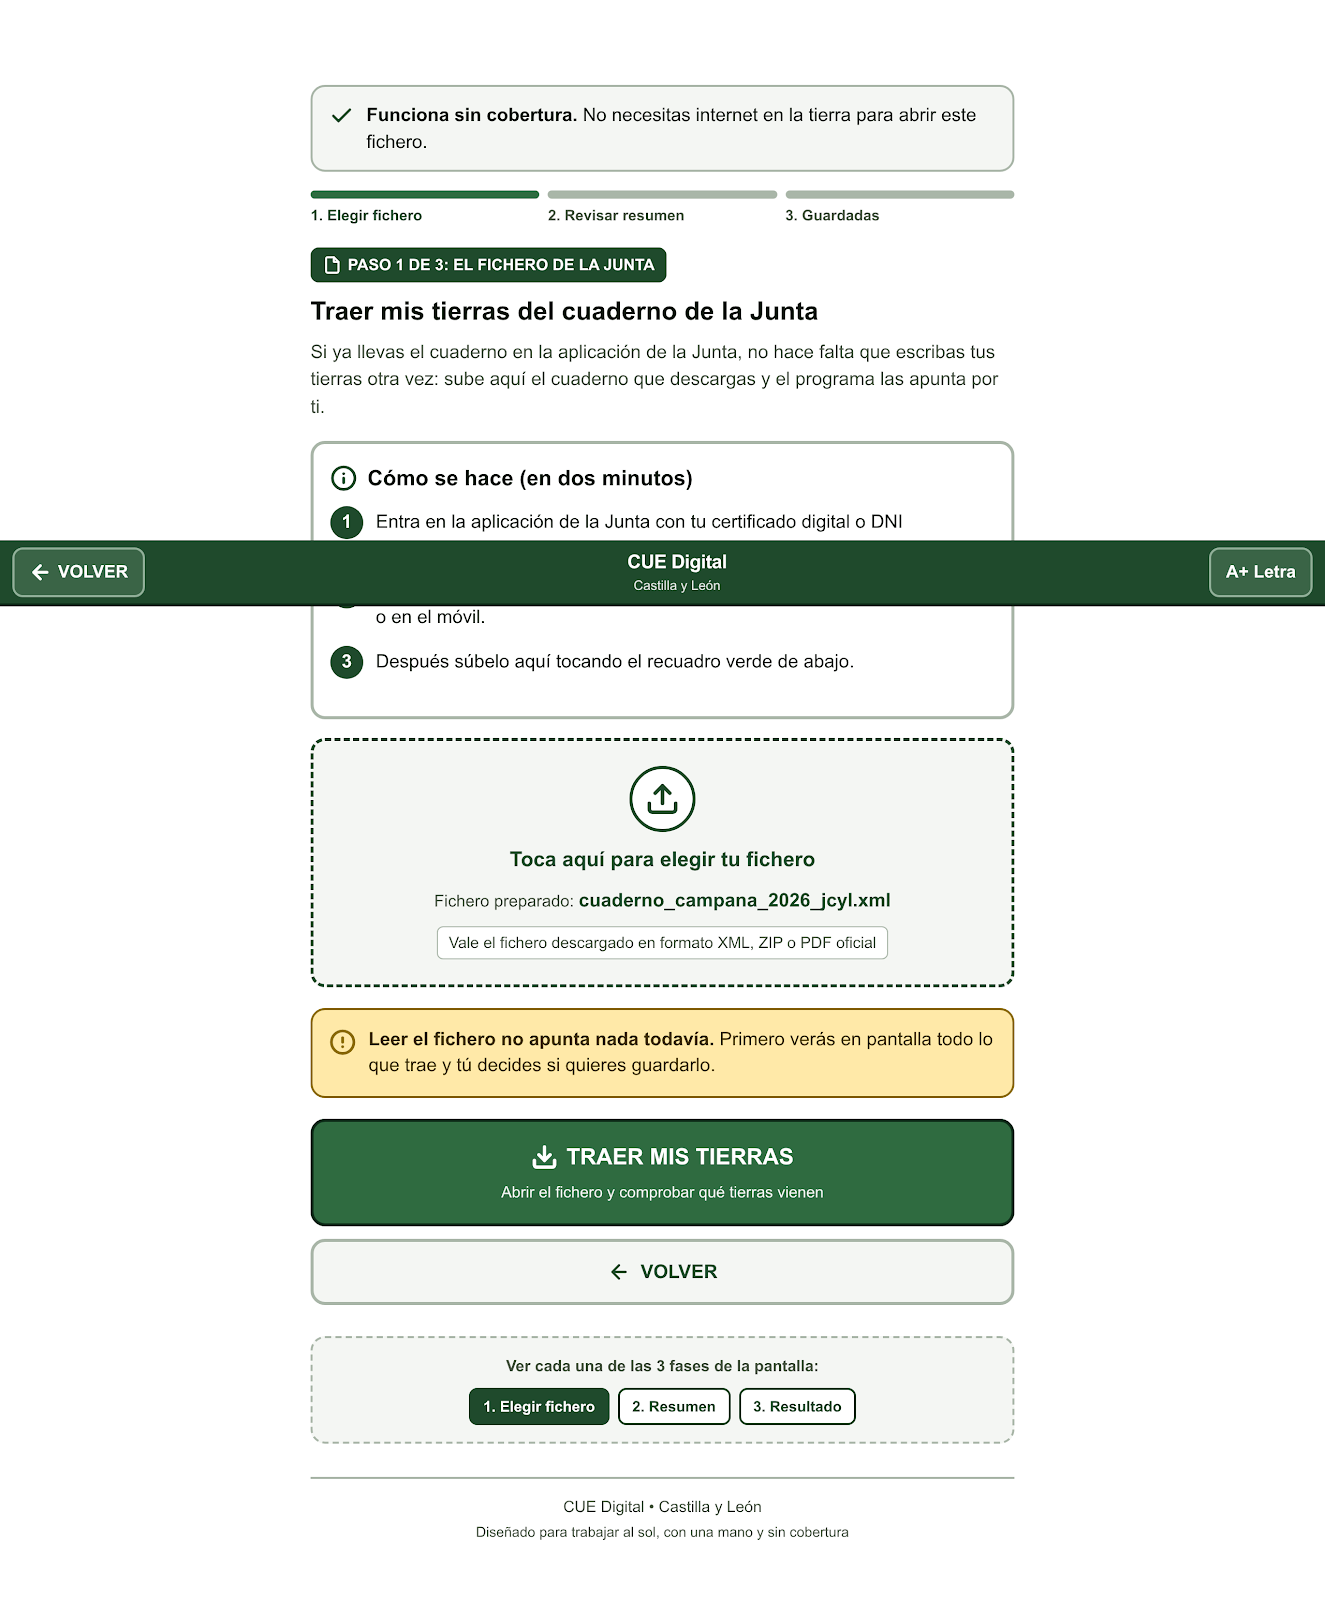 Funciona sin cobertura. No necesitas internet en la tierra para abrir este
fichero.
1. Elegir fichero
2. Revisar resumen
3. Guardadas
PASO 1 DE 3: EL FICHERO DE LA JUNTA
Traer mis tierras del cuaderno de la Junta
Si ya llevas el cuaderno en la aplicación de la Junta, no hace falta que escribas tus
tierras otra vez: sube aquí el cuaderno que descargas y el programa las apunta por
ti.
Cómo se hace (en dos minutos)
1 Entra en la aplicación de la Junta con tu certificado digital o DNI
VOLVER
CUE Digital
Castilla y León
A+ Letra
o en el móvil.
3 Después súbelo aquí tocando el recuadro verde de abajo.
Toca aquí para elegir tu fichero
Fichero preparado: cuaderno_campana_2026_jcyl.xml
Vale el fichero descargado en formato XML, ZIP o PDF oficial
Leer el fichero no apunta nada todavía. Primero verás en pantalla todo lo
que trae y tú decides si quieres guardarlo.
TRAER MIS TIERRAS
Abrir el fichero y comprobar qué tierras vienen
VOLVER
Ver cada una de las 3 fases de la pantalla:
1. Elegir fichero
2. Resumen
3. Resultado
CUE Digital • Castilla y León
Diseñado para trabajar al sol, con una mano y sin cobertura